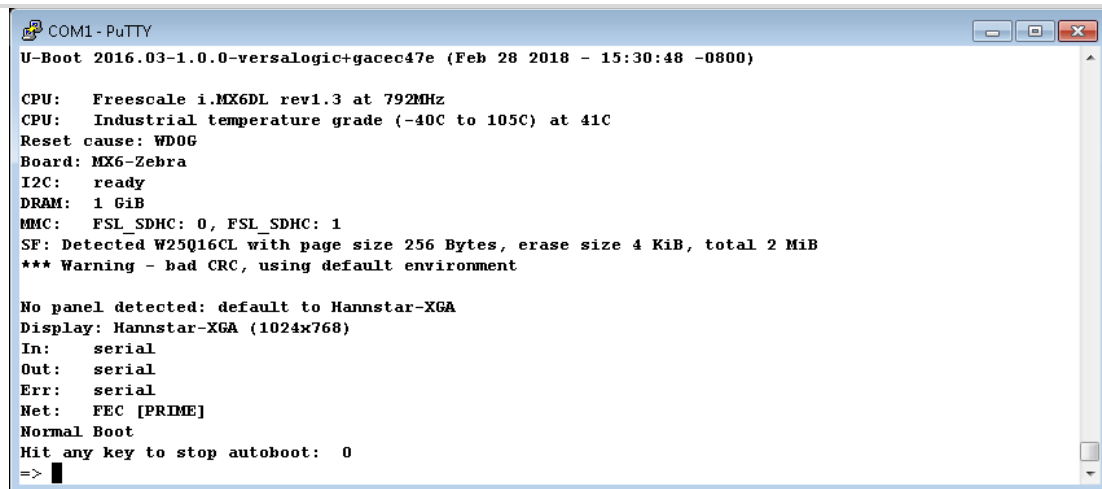 COM1 - PuTTY
U-Boot 2016.03-1.0.0-versalogic+gacec47e (Feb 28 2018 - 15:30:48 -0800)
CPU:   Freescale i.MX6DL rev1.3 at 792MHz
CPU:   Industrial temperature grade (-40C to 105C) at 41C
Reset cause: WDOG
Board: MX6-Zebra
I2C:   ready
DRAM:  1 GiB
MMC:   FSL_SDHC: 0, FSL_SDHC: 1
SF: Detected W25Q16CL with page size 256 Bytes, erase size 4 KiB, total 2 MiB
*** Warning - bad CRC, using default environment
No panel detected: default to Hannstar-XGA
Display: Hannstar-XGA (1024x768)
In:    serial
Out:   serial
Err:   serial
Net:   FEC [PRIME]
Normal Boot
Hit any key to stop autoboot:  0
=>